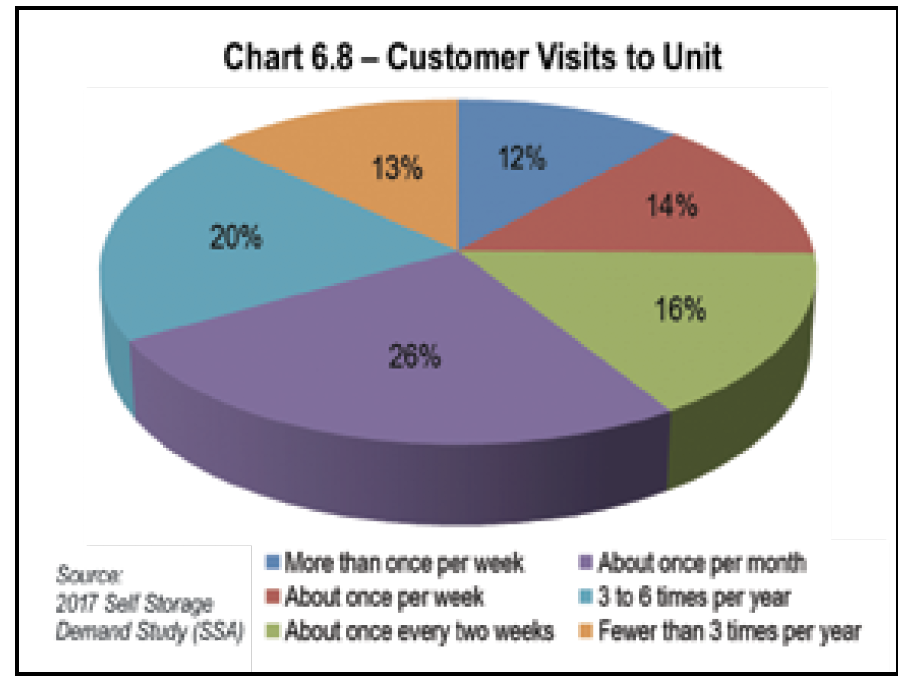 Chart 6.8 – Customer Visits to Unit
13%
12%
14%
20%
16%
26%
Source:
2017 Self Storage
Demand Study (SSA)
More than once per week
About once per week
About once every two weeks
About once per month
3 to 6 times per year
Fewer than 3 times per year